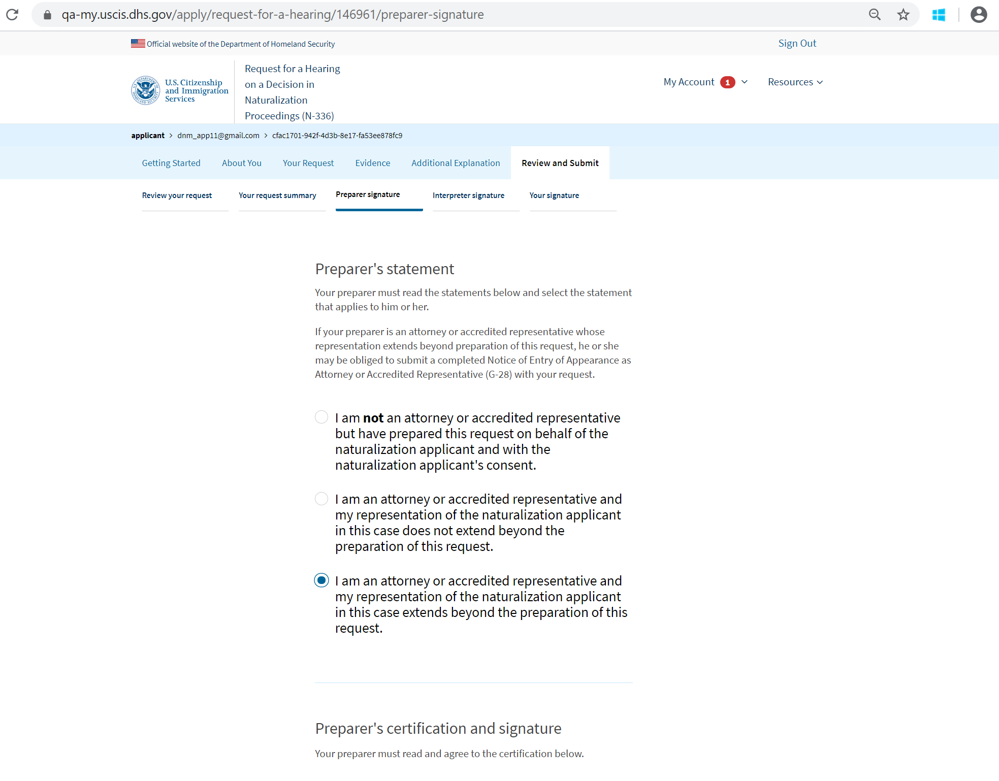 qa-my.uscis.dhs.gov/apply/request-for-a-hearing/146961/preparer-signature
Official website of the Department of Homeland Security
Sign Out
U.S. Citizenship
and Immigration
Services
Request for a Hearing
on a Decision in
Naturalization
Proceedings (N-336)
My Account 1
Resources
applicant > dnm_app11@gmail.com > cfac1701-942f-4d3b-8e17-fa53ee878fc9
Getting Started About You Your Request Evidence Additional Explanation Review and Submit
Review your request Your request summary Preparer signature Interpreter signature Your signature
Preparer's statement
Your preparer must read the statements below and select the statement
that applies to him or her.
If your preparer is an attorney or accredited representative whose
representation extends beyond preparation of this request, he or she
may be obliged to submit a completed Notice of Entry of Appearance as
Attorney or Accredited Representative (G-28) with your request.
I am not an attorney or accredited representative
but have prepared this request on behalf of the
naturalization applicant and with the
naturalization applicant's consent.
I am an attorney or accredited representative and
my representation of the naturalization applicant
in this case does not extend beyond the
preparation of this request.
I am an attorney or accredited representative and
my representation of the naturalization applicant
in this case extends beyond the preparation of this
request.
Preparer's certification and signature
Your preparer must read and agree to the certification below.